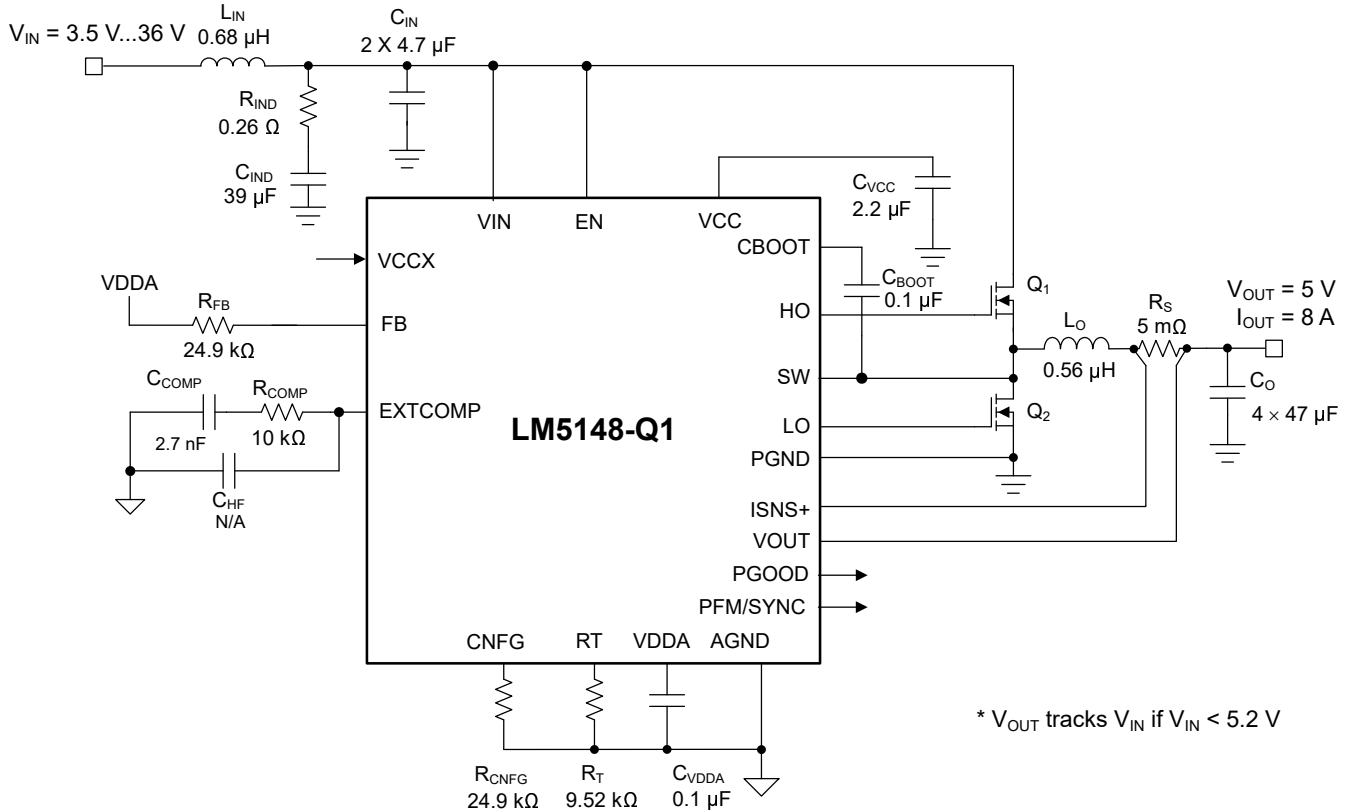 V_IN = 3.5 V...36 V
L_IN
0.68 µH
C_IN
2 X 4.7 µF
R_IND
0.26 Ω
C_IND
39 µF
VIN
EN
VCC
C_VCC
2.2 µF
VCCX
CBOOT
C_BOOT
0.1 µF
VDDA
R_FB
24.9 kΩ
FB
HO
Q_1
V_OUT = 5 V
I_OUT = 8 A
L_O
0.56 µH
R_S
5 mΩ
C_O
4 × 47 µF
C_COMP
2.7 nF
R_COMP
10 kΩ
EXTCOMP
C_HF
N/A
LM5148-Q1
SW
LO
Q_2
PGND
ISNS+
VOUT
PGOOD
PFM/SYNC
CNFG
RT
VDDA
AGND
R_CNFG
24.9 kΩ
R_T
9.52 kΩ
C_VDDA
0.1 µF
* V_OUT tracks V_IN if V_IN < 5.2 V